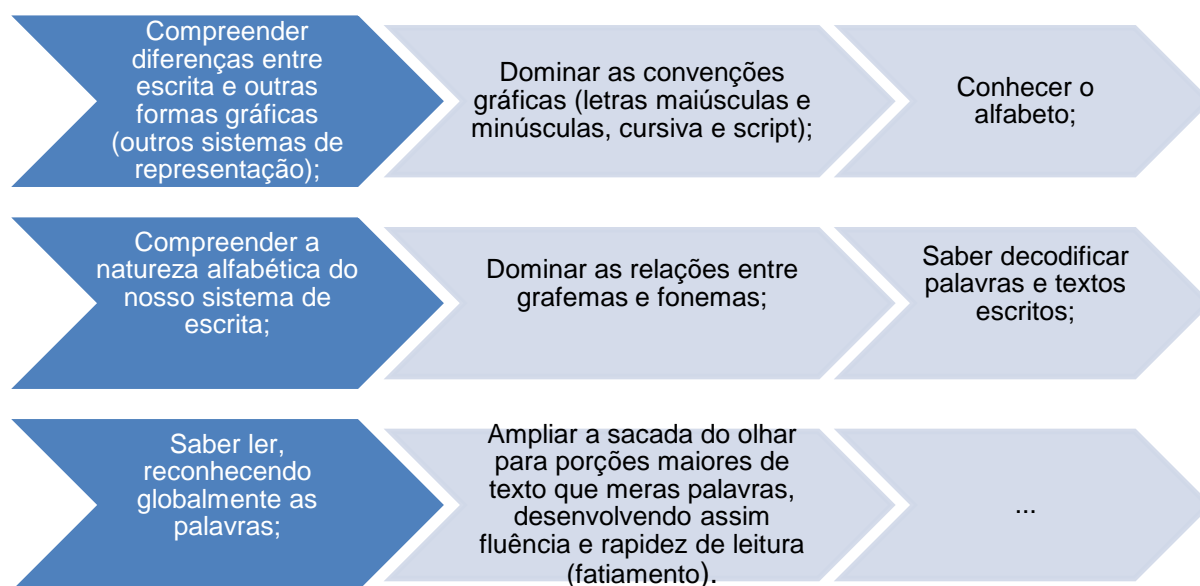 Compreender
diferenças entre
escrita e outras
formas gráficas
(outros sistemas de
representação);
Dominar as convenções
gráficas (letras maiúsculas e
minúsculas, cursiva e script);
Conhecer o
alfabeto;
Compreender a
natureza alfabética do
nosso sistema de
escrita;
Dominar as relações entre
grafemas e fonemas;
Saber decodificar
palavras e textos
escritos;
Saber ler,
reconhecendo
globalmente as
palavras;
Ampliar a sacada do olhar
para porções maiores de
texto que meras palavras,
desenvolvendo assim
fluência e rapidez de leitura
(fatiamento).
...